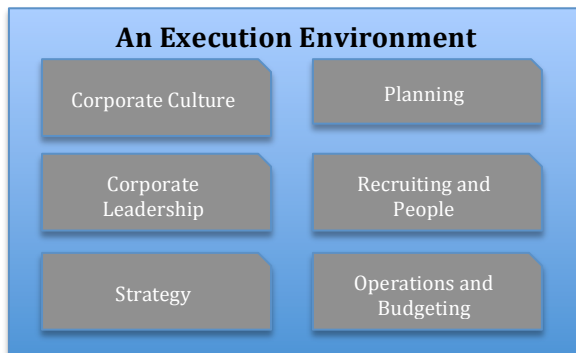 An Execution Environment
Corporate Culture
Planning
Corporate
Leadership
Recruiting and
People
Strategy
Operations and
Budgeting